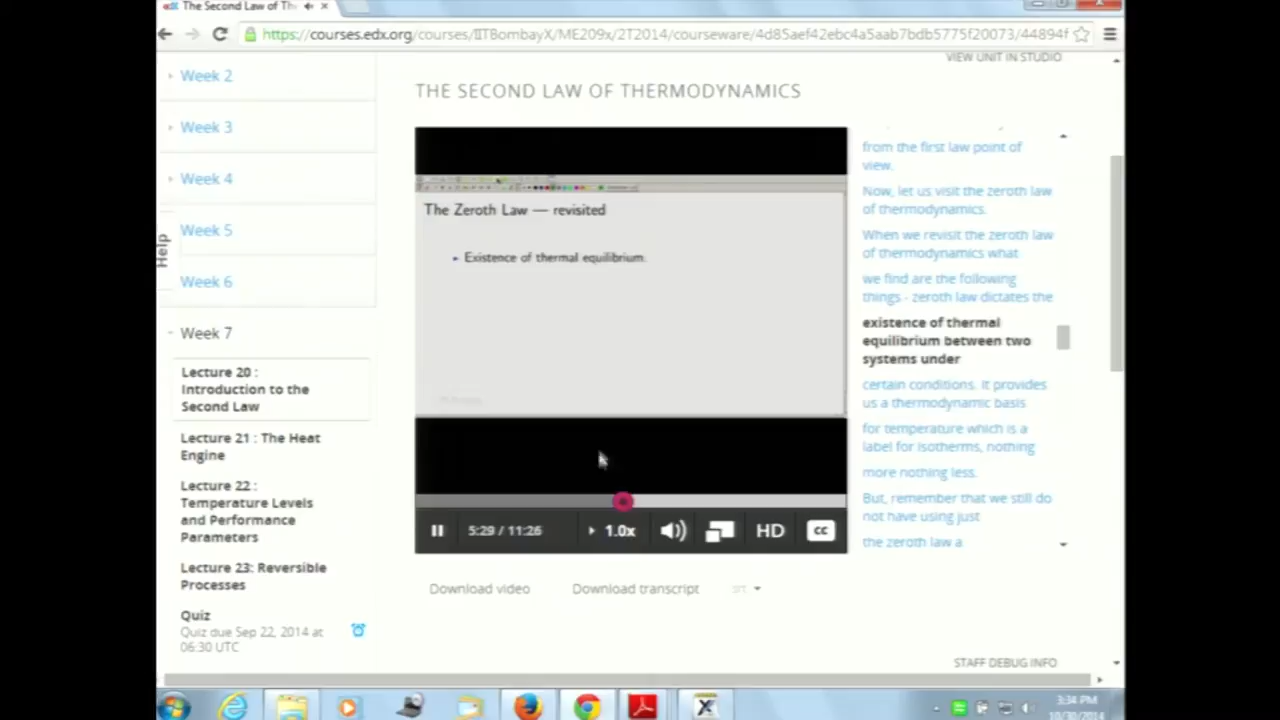 The Second Law of Th
https://courses.edx.org/courses/IITBombayX/ME209x/2T2014/courseware/4d85aef42ebc4a5aab7bdb5775f20073/44894f
VIEW UNIT IN STUDIO
Week 2
Week 3
Week 4
Week 5
Week 6
Help
Week 7
Lecture 20 :
Introduction to the
Second Law
Lecture 21 : The Heat
Engine
Lecture 22 :
Temperature Levels
and Performance
Parameters
Lecture 23: Reversible
Processes
Quiz
Quiz due Sep 22, 2014 at
06:30 UTC
THE SECOND LAW OF THERMODYNAMICS
The Zeroth Law — revisited
Existence of thermal equilibrium.
5:29 / 11:26
1.0x
HD
CC
from the first law point of
view.
Now, let us visit the zeroth law
of thermodynamics.
When we revisit the zeroth law
of thermodynamics what
we find are the following
things - zeroth law dictates the
existence of thermal
equilibrium between two
systems under
certain conditions. It provides
us a thermodynamic basis
for temperature which is a
label for isotherms, nothing
more nothing less.
But, remember that we still do
not have using just
the zeroth law a
Download video
Download transcript
srt
STAFF DEBUG INFO
3:34 PM
10/30/2014